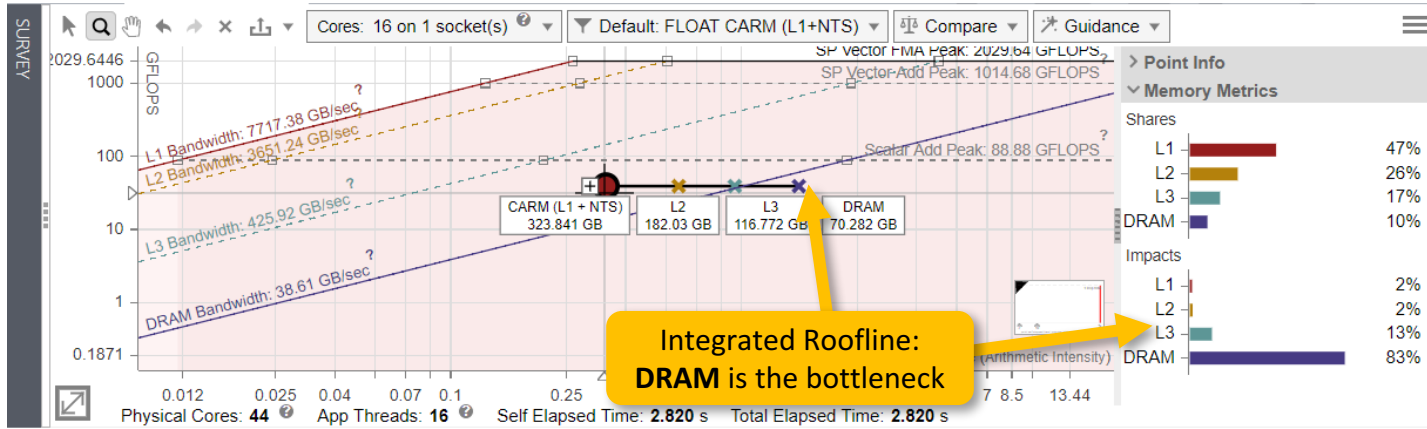 SURVEY
Cores: 16 on 1 socket(s) ?
Default: FLOAT CARM (L1+NTS)
Compare
Guidance
2029.6446
1000
100
10
1
0.1871
GFLOPS
SP Vector FMA Peak: 2029.64 GFLOPS
?
SP Vector Add Peak: 1014.68 GFLOPS
?
Scalar Add Peak: 88.88 GFLOPS
?
L1 Bandwidth: 7717.38 GB/sec
?
L2 Bandwidth: 3651.24 GB/sec
?
L3 Bandwidth: 425.92 GB/sec
?
DRAM Bandwidth: 38.61 GB/sec
CARM (L1 + NTS)
323.841 GB
L2
182.03 GB
L3
116.772 GB
DRAM
70.282 GB
Integrated Roofline:
DRAM is the bottleneck
(Arithmetic Intensity)
0.012 0.025 0.04 0.07 0.1 0.25 7 8.5 13.44
Physical Cores: 44 ? App Threads: 16 ? Self Elapsed Time: 2.820 s Total Elapsed Time: 2.820 s
Point Info
Memory Metrics
Shares
L1 47%
L2 26%
L3 17%
DRAM 10%
Impacts
L1 2%
L2 2%
L3 13%
DRAM 83%